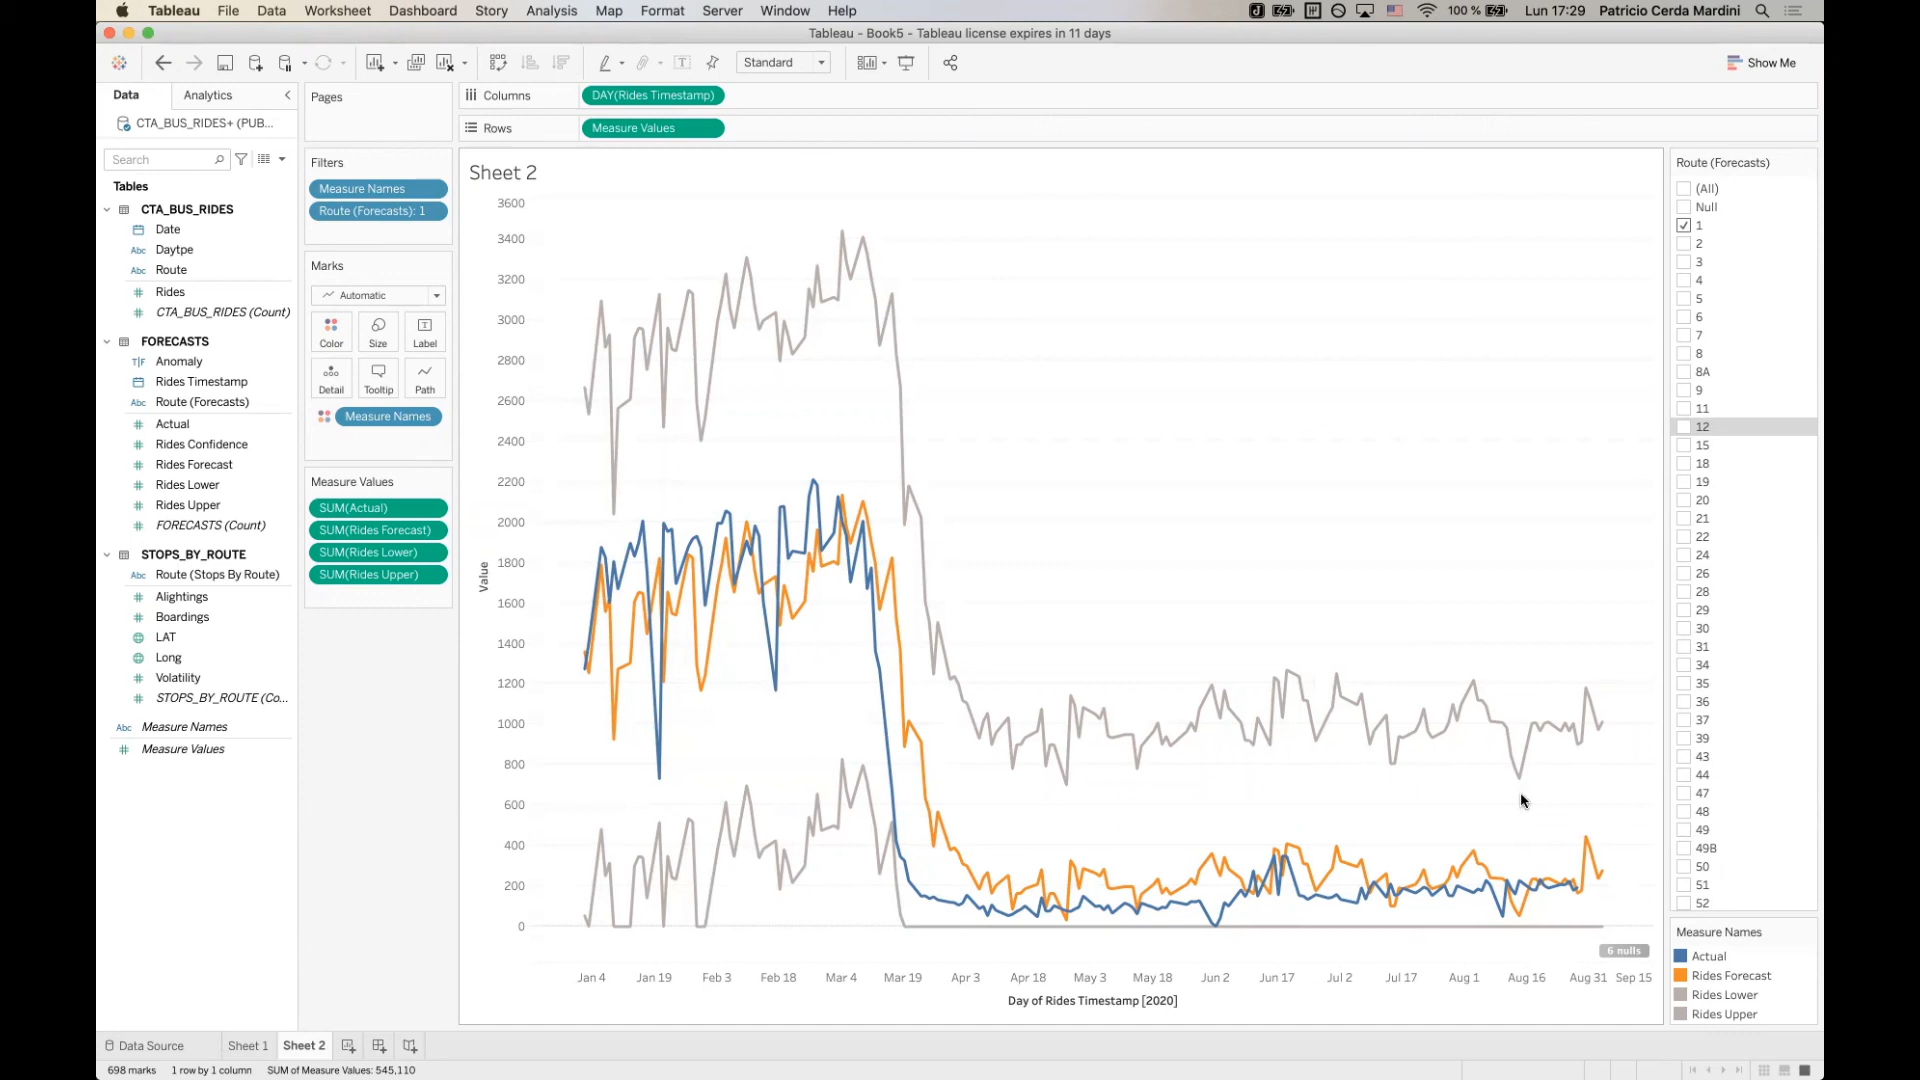 Tableau File Data Worksheet Dashboard Story Analysis Map Format Server Window Help 100 % Lun 17:29 Patricio Cerda Mardini
Tableau - Book5 - Tableau license expires in 11 days
Standard Show Me
Data Analytics
CTA_BUS_RIDES+ (PUB...
Search
Tables
CTA_BUS_RIDES
Date
Abc Daytpe
Abc Route
Rides
CTA_BUS_RIDES (Count)
FORECASTS
T|F Anomaly
Rides Timestamp
Abc Route (Forecasts)
Actual
Rides Confidence
Rides Forecast
Rides Lower
Rides Upper
FORECASTS (Count)
STOPS_BY_ROUTE
Abc Route (Stops By Route)
Alightings
Boardings
LAT
Long
Volatility
STOPS_BY_ROUTE (Co...
Abc Measure Names
Measure Values
Pages
Filters
Measure Names
Route (Forecasts): 1
Marks
Automatic
Color Size Label
Detail Tooltip Path
Measure Names
Measure Values
SUM(Actual)
SUM(Rides Forecast)
SUM(Rides Lower)
SUM(Rides Upper)
Columns DAY(Rides Timestamp)
Rows Measure Values
Sheet 2
3600
3400
3200
3000
2800
2600
2400
2200
2000
1800
1600
1400
1200
1000
800
600
400
200
0
Value
6 nulls
Jan 4 Jan 19 Feb 3 Feb 18 Mar 4 Mar 19 Apr 3 Apr 18 May 3 May 18 Jun 2 Jun 17 Jul 2 Jul 17 Aug 1 Aug 16 Aug 31 Sep 15
Day of Rides Timestamp [2020]
Route (Forecasts)
(All)
Null
1
2
3
4
5
6
7
8
8A
9
11
12
15
18
19
20
21
22
24
26
28
29
30
31
34
35
36
37
39
43
44
47
48
49
49B
50
51
52
Measure Names
Actual
Rides Forecast
Rides Lower
Rides Upper
Data Source Sheet 1 Sheet 2
698 marks 1 row by 1 column SUM of Measure Values: 545,110